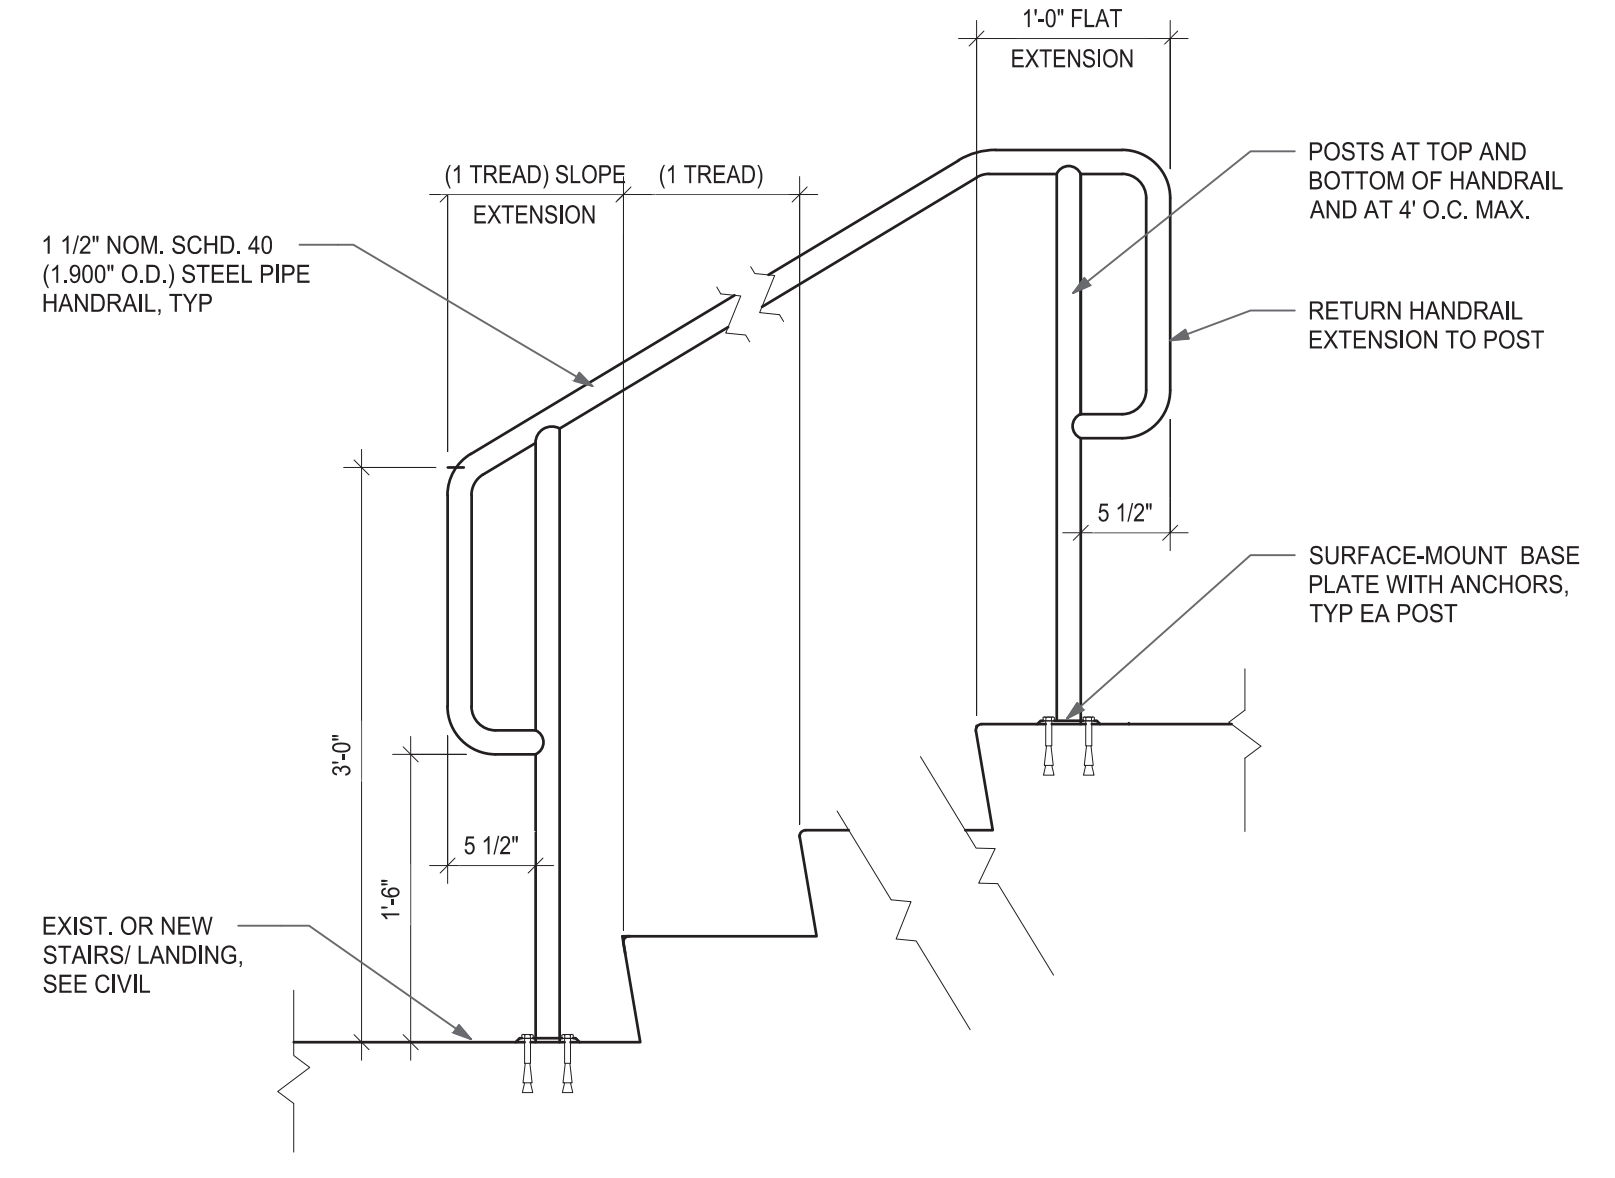 1'-0" FLAT
EXTENSION
POSTS AT TOP AND
BOTTOM OF HANDRAIL
AND AT 4' O.C. MAX.
(1 TREAD) SLOPE
EXTENSION
(1 TREAD)
1 1/2" NOM. SCHD. 40
(1.900" O.D.) STEEL PIPE
HANDRAIL, TYP
RETURN HANDRAIL
EXTENSION TO POST
5 1/2"
SURFACE-MOUNT BASE
PLATE WITH ANCHORS,
TYP EA POST
3'-0"
5 1/2"
1'-6"
EXIST. OR NEW
STAIRS/ LANDING,
SEE CIVIL